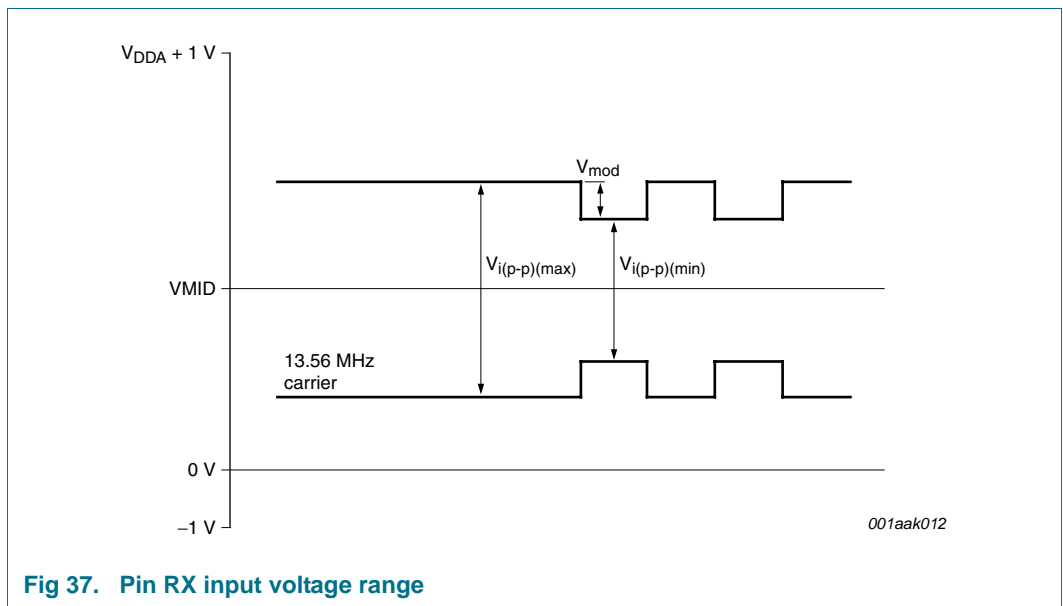 VDDA + 1 V
Vmod
Vi(p-p)(max)
Vi(p-p)(min)
VMID
13.56 MHz
carrier
0 V
−1 V
001aak012
Fig 37. Pin RX input voltage range